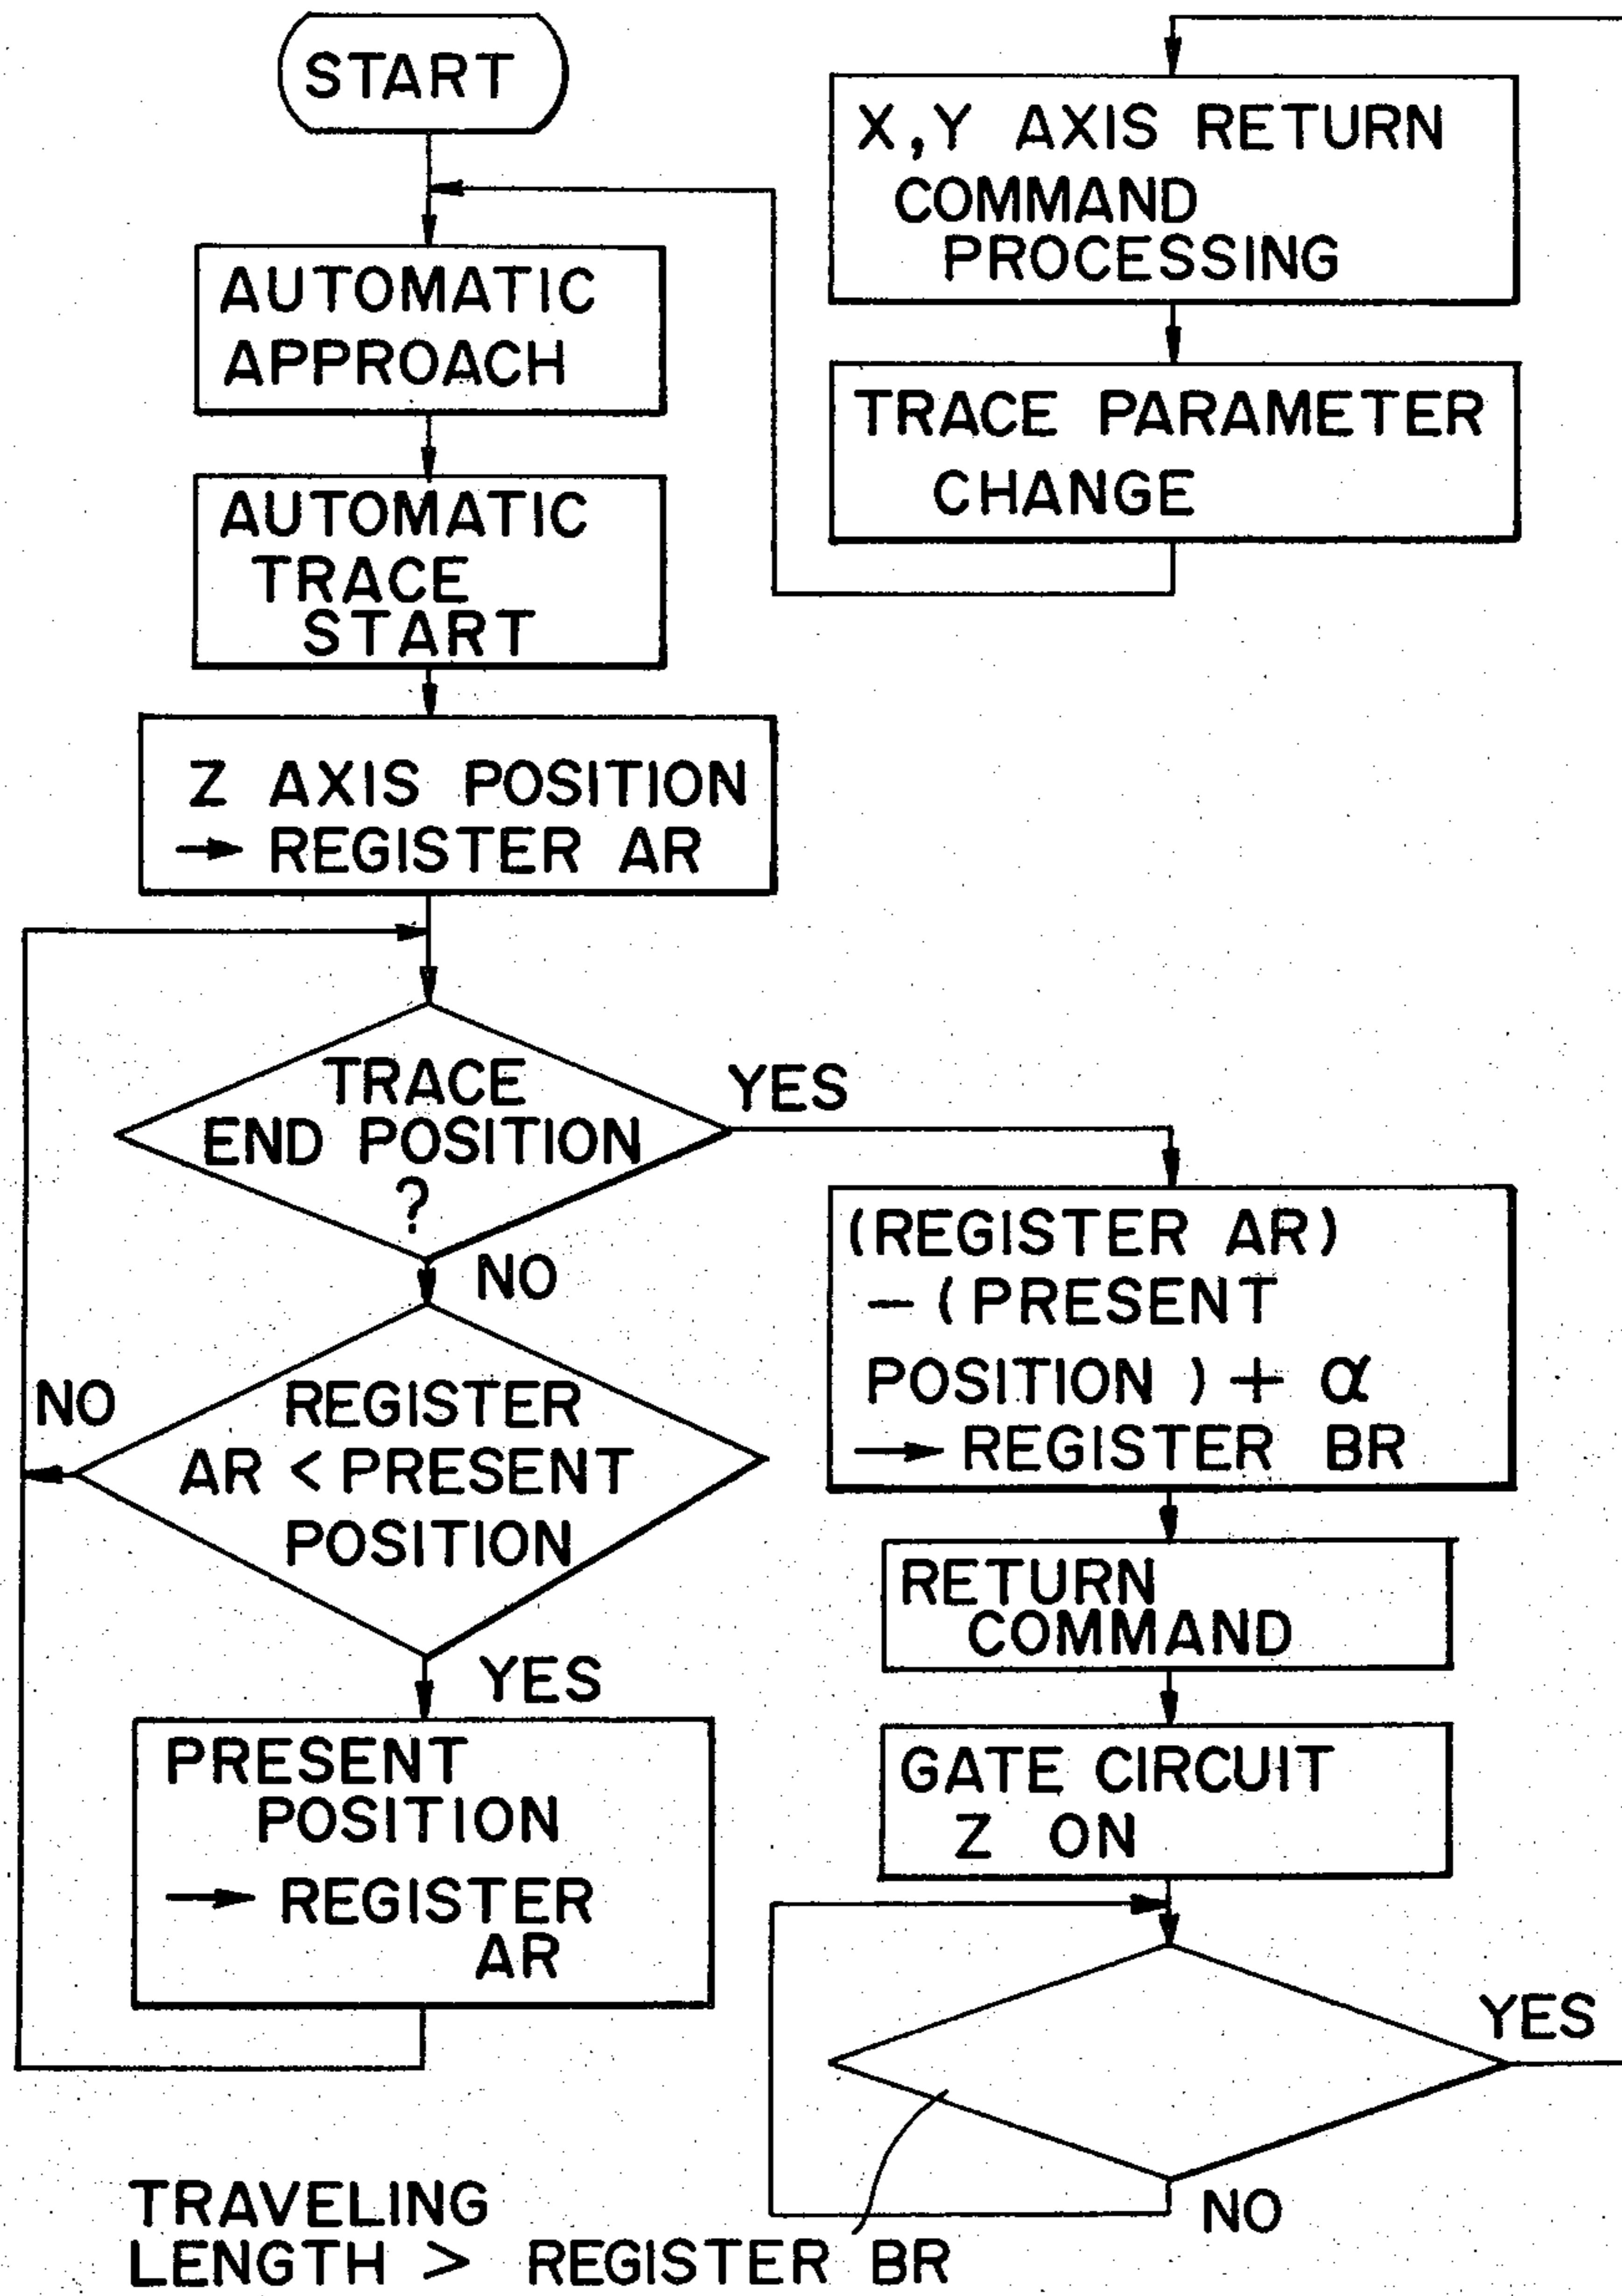 START
AUTOMATIC
APPROACH
AUTOMATIC
TRACE
START
Z AXIS POSITION
→ REGISTER AR
TRACE
END POSITION
?
YES
NO
REGISTER
AR < PRESENT
POSITION
NO
YES
PRESENT
POSITION
→ REGISTER
AR
(REGISTER AR)
- (PRESENT
POSITION) + α
→ REGISTER BR
RETURN
COMMAND
GATE CIRCUIT
Z ON
YES
NO
TRAVELING
LENGTH > REGISTER BR
X,Y AXIS RETURN
COMMAND
PROCESSING
TRACE PARAMETER
CHANGE